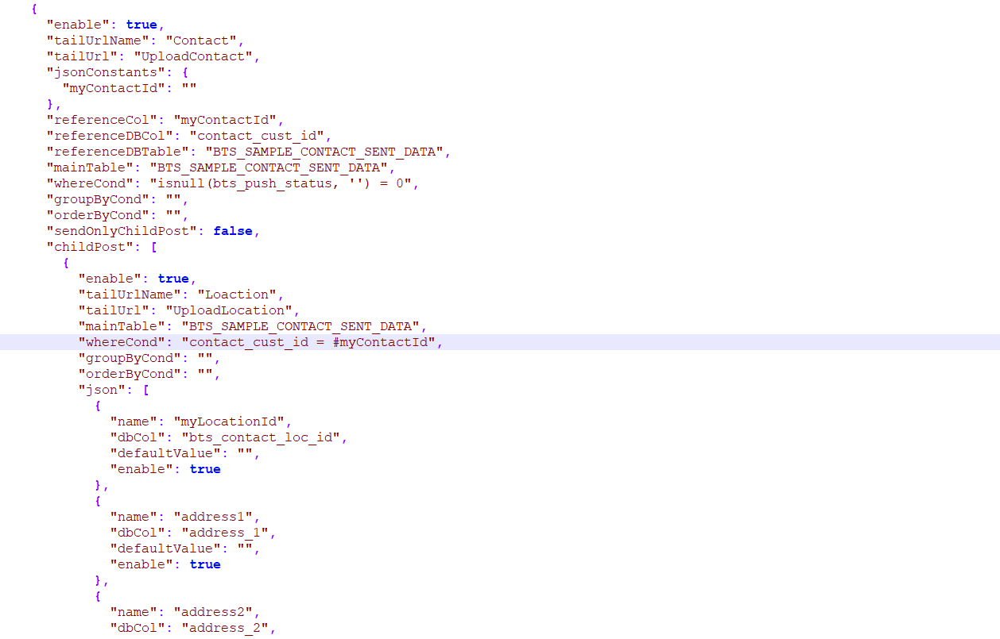 {
"enable": true,
"tailUrlName": "Contact",
"tailUrl": "UploadContact",
"jsonConstants": {
"myContactId": ""
},
"referenceCol": "myContactId",
"referenceDBCol": "contact_cust_id",
"referenceDBTable": "BTS_SAMPLE_CONTACT_SENT_DATA",
"mainTable": "BTS_SAMPLE_CONTACT_SENT_DATA",
"whereCond": "isnull(bts_push_status, '') = 0",
"groupByCond": "",
"orderByCond": "",
"sendOnlyChildPost": false,
"childPost": [
{
"enable": true,
"tailUrlName": "Loaction",
"tailUrl": "UploadLocation",
"mainTable": "BTS_SAMPLE_CONTACT_SENT_DATA",
"whereCond": "contact_cust_id = #myContactId",
"groupByCond": "",
"orderByCond": "",
"json": [
{
"name": "myLocationId",
"dbCol": "bts_contact_loc_id",
"defaultValue": "",
"enable": true
},
{
"name": "address1",
"dbCol": "address_1",
"defaultValue": "",
"enable": true
},
{
"name": "address2",
"dbCol": "address_2",